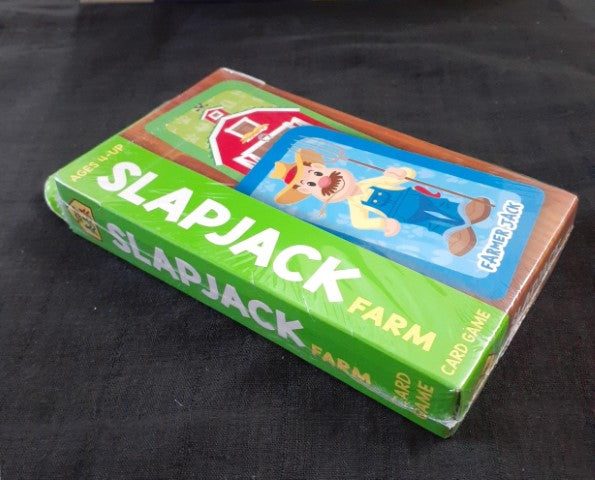 AGES 4-UP
SLAPJACK
FARM
CARD GAME
FARMER JACK
SLAPJACK
FARM
CARD
GAME